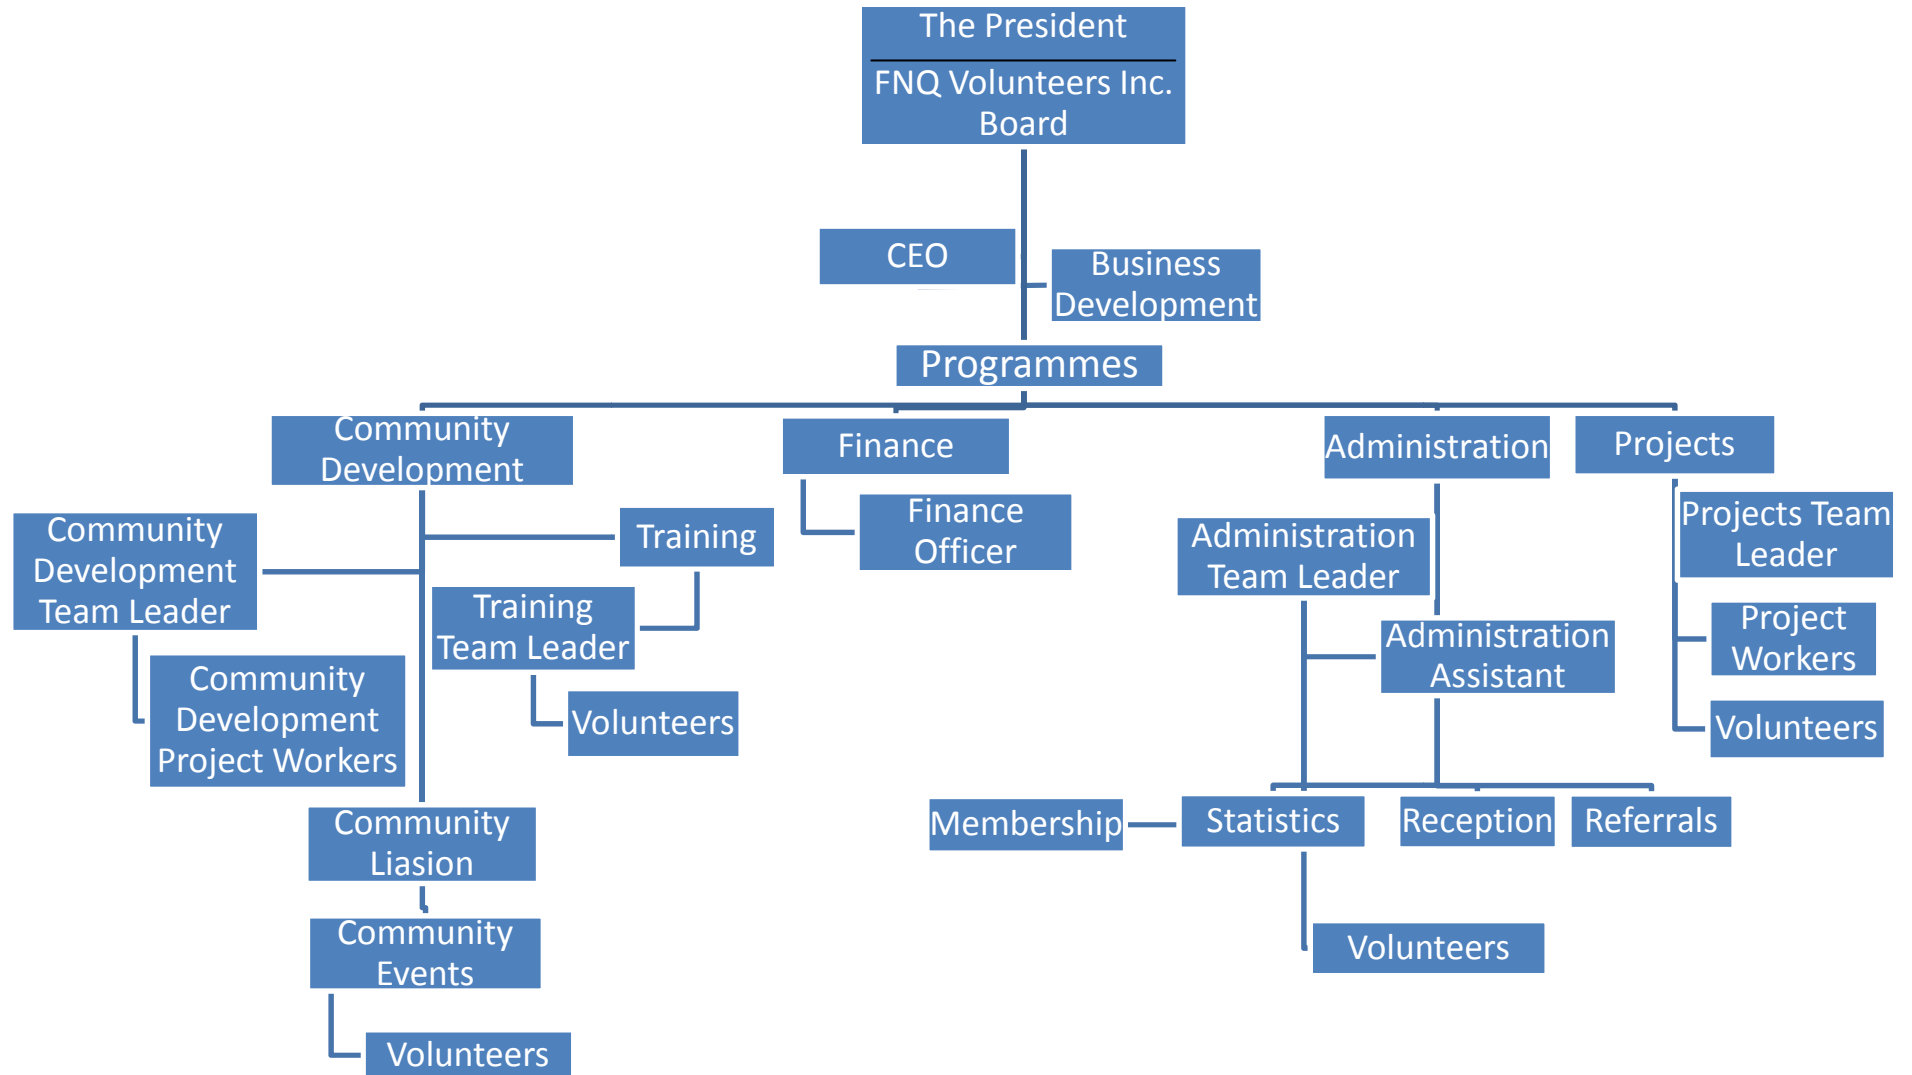 The President
FNQ Volunteers Inc.
Board
CEO
Business
Development
Programmes
Community
Development
Finance
Administration
Projects
Community
Development
Team Leader
Training
Finance
Officer
Administration
Team Leader
Projects Team
Leader
Training
Team Leader
Administration
Assistant
Project
Workers
Community
Development
Project Workers
Volunteers
Volunteers
Community
Liasion
Membership
Statistics
Reception
Referrals
Community
Events
Volunteers
Volunteers